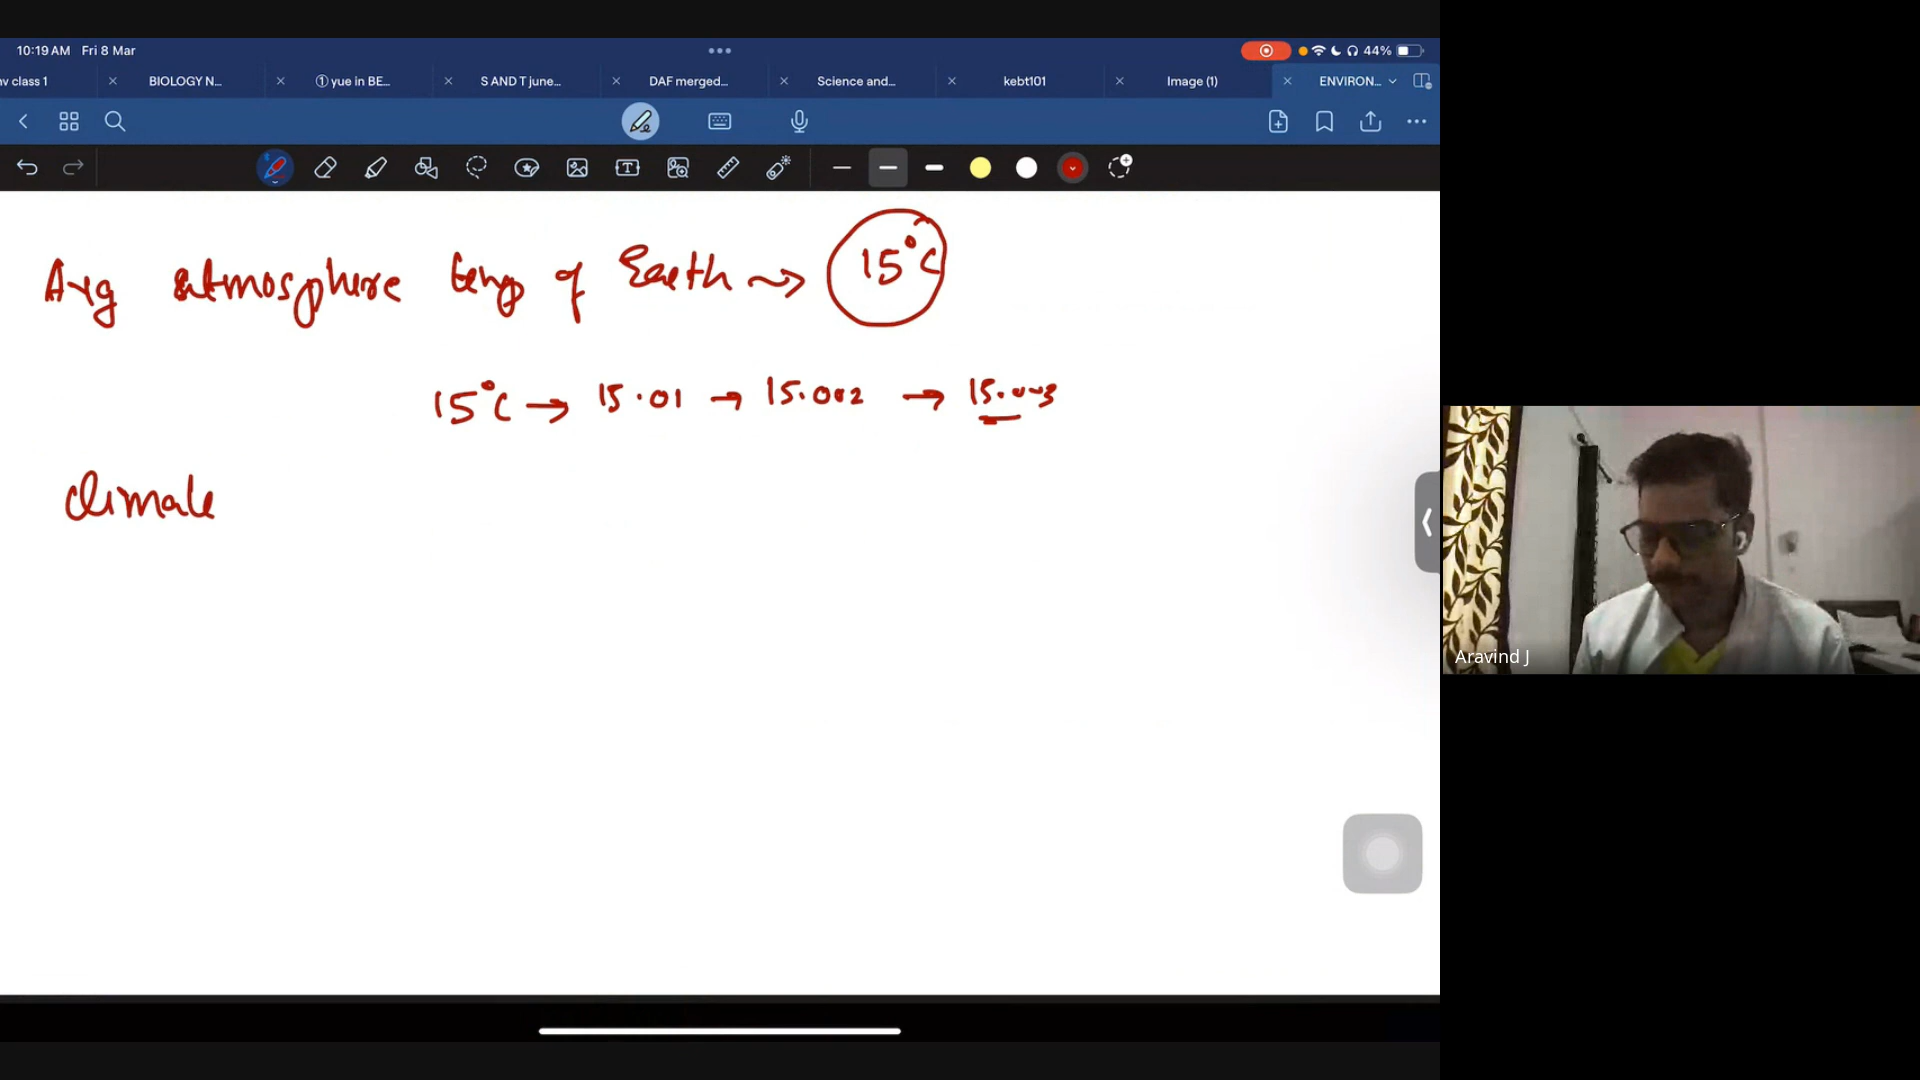 10:19 AM Fri 8 Mar 44%
nv class 1 BIOLOGY N... ① yue in BE... S AND T june... DAF merged... Science and... kebt101 Image (1) ENVIRON...
Avg atmosphere temp of Earth → 15°C
15°C → 15.01 → 15.002 → 15.003
climate
Aravind J